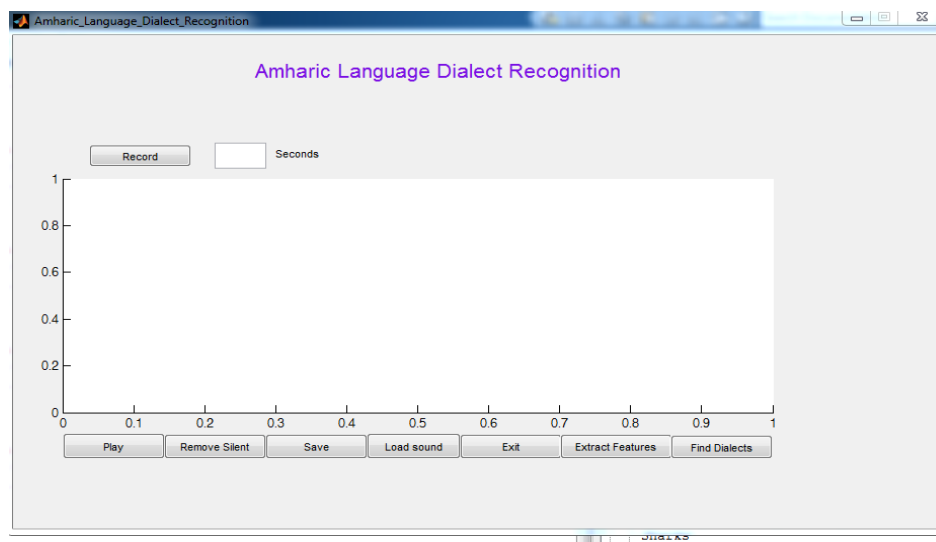 Amharic_Language_Dialect_Recognition
Amharic Language Dialect Recognition
Record Seconds
1
0.8
0.6
0.4
0.2
0
0 0.1 0.2 0.3 0.4 0.5 0.6 0.7 0.8 0.9 1
Play Remove Silent Save Load sound Exit Extract Features Find Dialects